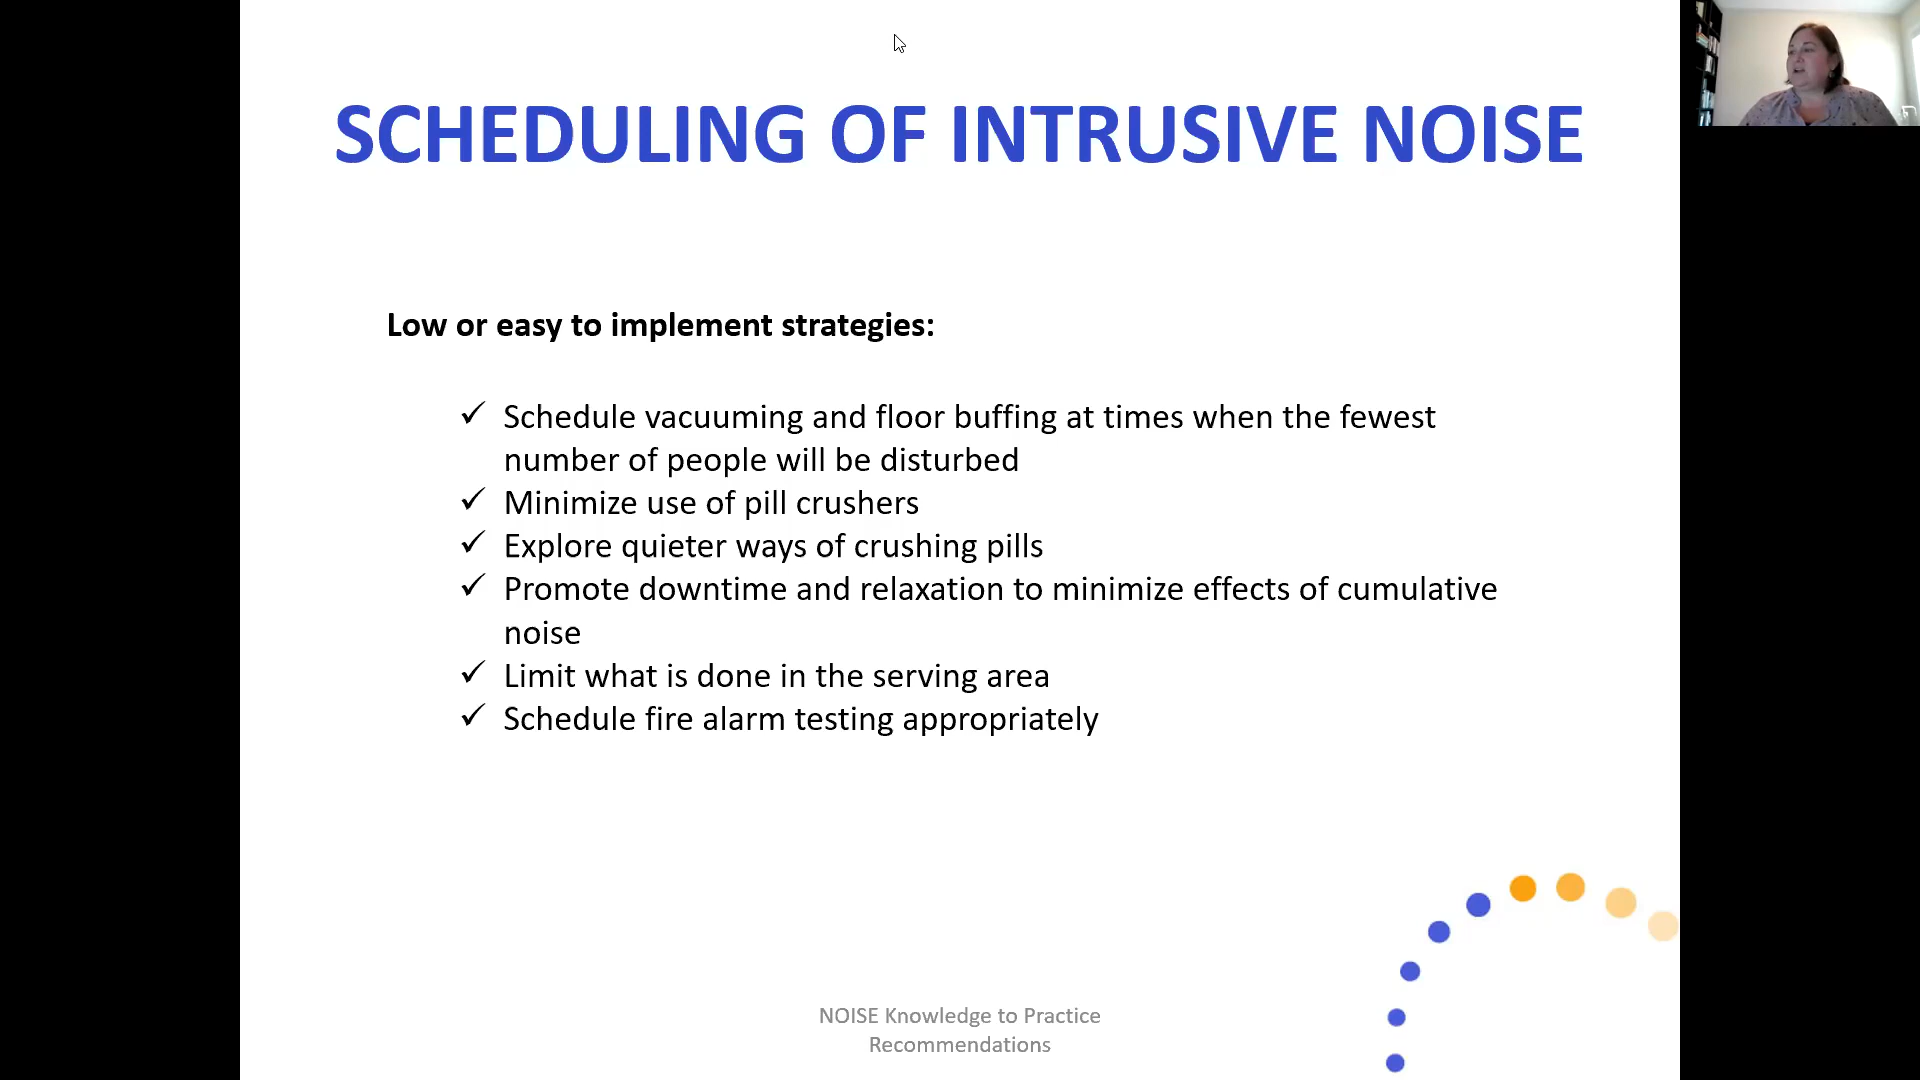 SCHEDULING OF INTRUSIVE NOISE
Low or easy to implement strategies:
✓ Schedule vacuuming and floor buffing at times when the fewest
number of people will be disturbed
✓ Minimize use of pill crushers
✓ Explore quieter ways of crushing pills
✓ Promote downtime and relaxation to minimize effects of cumulative
noise
✓ Limit what is done in the serving area
✓ Schedule fire alarm testing appropriately
NOISE Knowledge to Practice
Recommendations